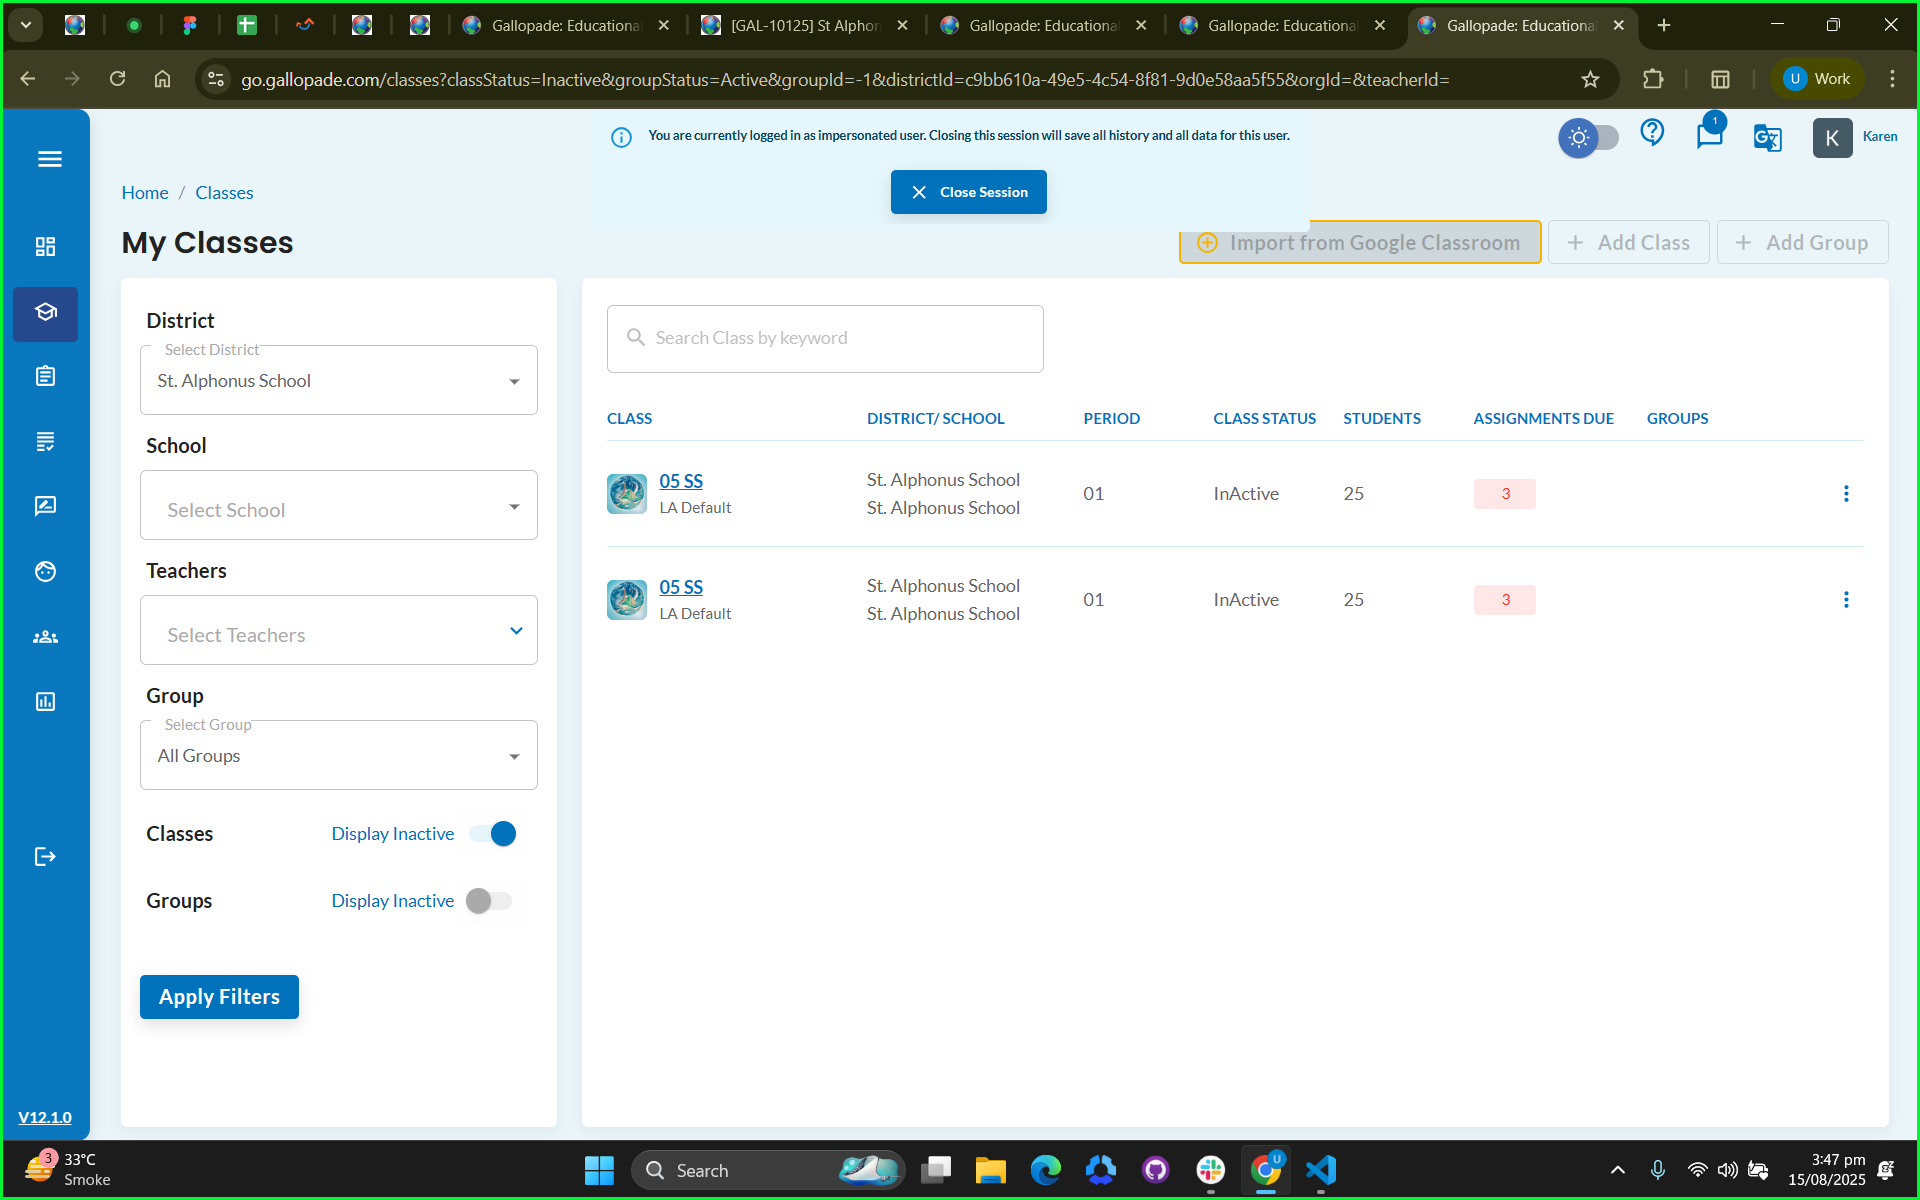 Gallopade: Educational
[GAL-10125] St Alphon
Gallopade: Educational
Gallopade: Educational
Gallopade: Educational
go.gallopade.com/classes?classStatus=Inactive&groupStatus=Active&groupId=-1&districtId=c9bb610a-49e5-4c54-8f81-9d0e58aa5f55&orgId=&teacherId=
U Work
You are currently logged in as impersonated user. Closing this session will save all history and all data for this user.
Close Session
1
K
Karen
Home / Classes
My Classes
Import from Google Classroom
Add Class
Add Group
District
Select District
St. Alphonus School
School
Select School
Teachers
Select Teachers
Group
Select Group
All Groups
Classes
Display Inactive
Groups
Display Inactive
Apply Filters
Search Class by keyword
CLASS DISTRICT/ SCHOOL PERIOD CLASS STATUS STUDENTS ASSIGNMENTS DUE GROUPS
05 SS
LA Default
St. Alphonus School
St. Alphonus School
01
InActive
25
3
05 SS
LA Default
St. Alphonus School
St. Alphonus School
01
InActive
25
3
V12.1.0
3
33°C
Smoke
Search
U
3:47 pm
15/08/2025